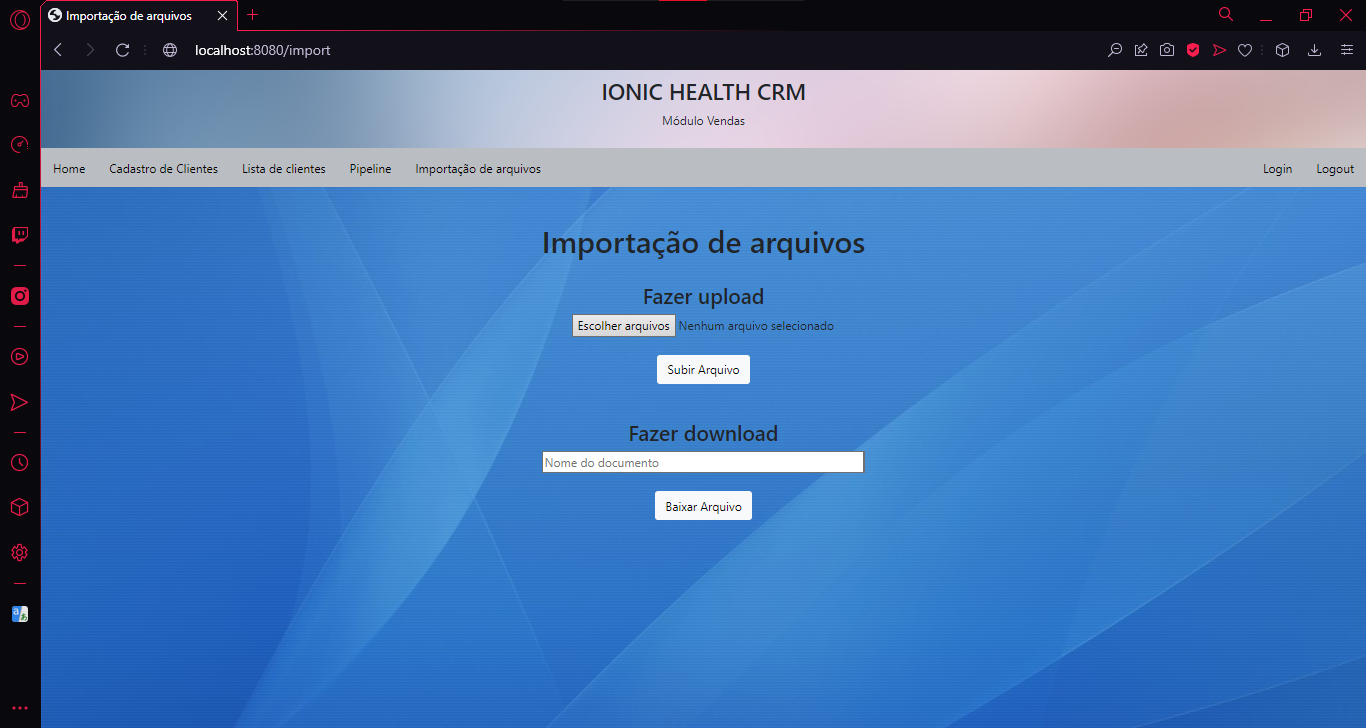 Importação de arquivos
localhost:8080/import
IONIC HEALTH CRM
Módulo Vendas
Home Cadastro de Clientes Lista de clientes Pipeline Importação de arquivos Login Logout
Importação de arquivos
Fazer upload
Escolher arquivos Nenhum arquivo selecionado
Subir Arquivo
Fazer download
Nome do documento
Baixar Arquivo